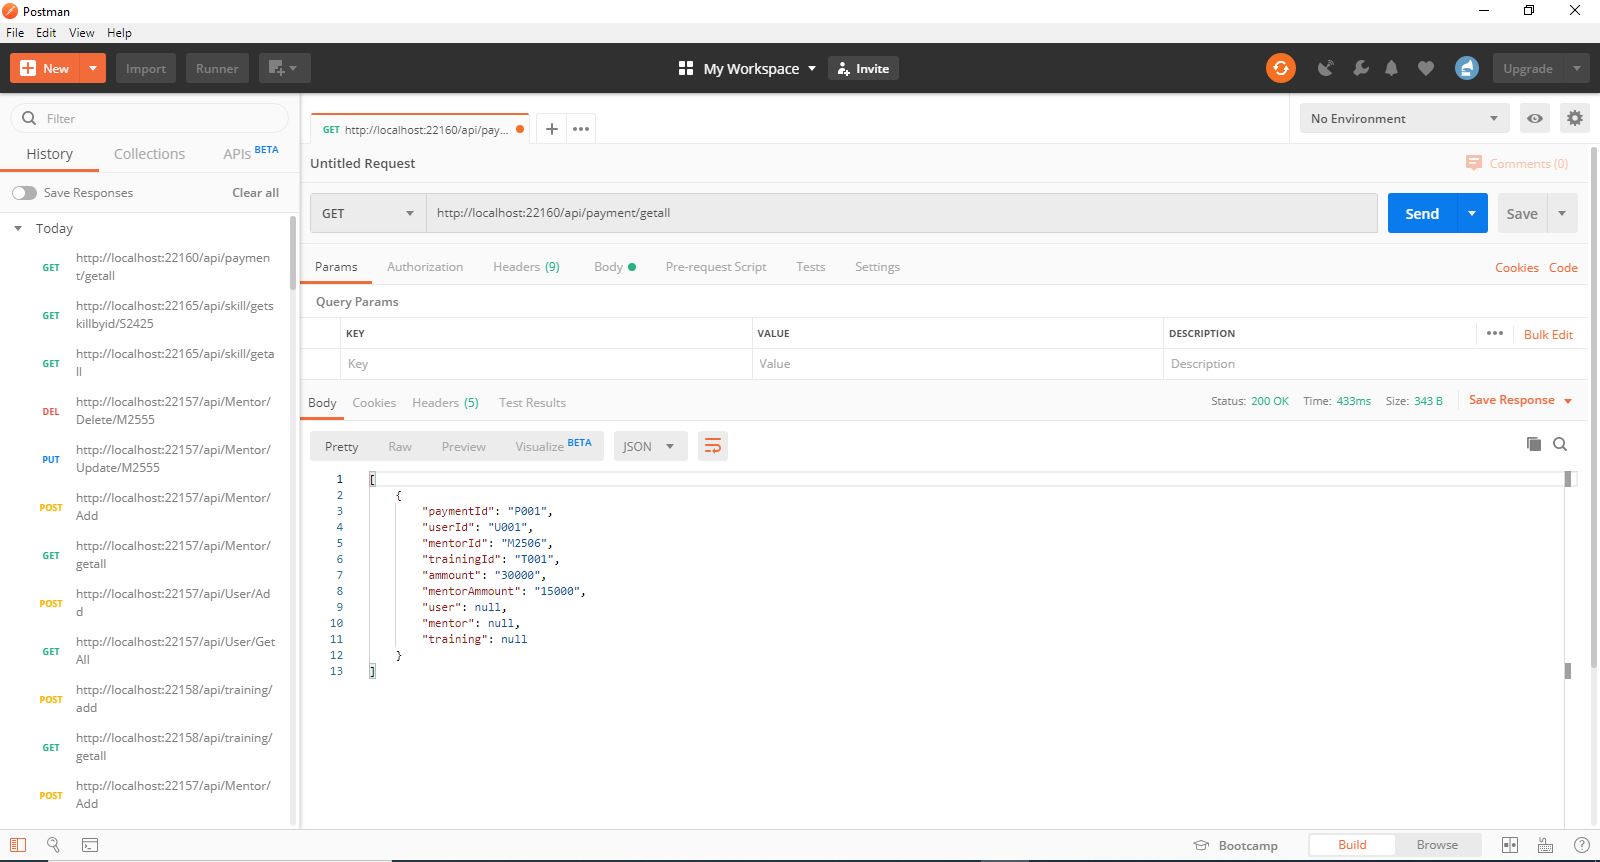 Postman
File Edit View Help
New Import Runner My Workspace Invite Upgrade
Filter
History Collections APIs BETA
Save Responses Clear all
Today
GET http://localhost:22160/api/paymen
t/getall
GET http://localhost:22165/api/skill/gets
killbyid/S2425
GET http://localhost:22165/api/skill/geta
ll
DEL http://localhost:22157/api/Mentor/
Delete/M2555
PUT http://localhost:22157/api/Mentor/
Update/M2555
POST http://localhost:22157/api/Mentor/
Add
GET http://localhost:22157/api/Mentor/
getall
POST http://localhost:22157/api/User/Ad
d
GET http://localhost:22157/api/User/Get
All
POST http://localhost:22158/api/training/
add
GET http://localhost:22158/api/training/
getall
POST http://localhost:22157/api/Mentor/
Add
GET http://localhost:22160/api/pay...
No Environment
Untitled Request
Comments (0)
GET http://localhost:22160/api/payment/getall Send Save
Params Authorization Headers (9) Body Pre-request Script Tests Settings Cookies Code
Query Params
KEY VALUE DESCRIPTION Bulk Edit
Key Value Description
Body Cookies Headers (5) Test Results Status: 200 OK Time: 433ms Size: 343 B Save Response
Pretty Raw Preview Visualize BETA JSON
1 [
2 {
3 "paymentId": "P001",
4 "userId": "U001",
5 "mentorId": "M2506",
6 "trainingId": "T001",
7 "ammount": "30000",
8 "mentorAmmount": "15000",
9 "user": null,
10 "mentor": null,
11 "training": null
12 }
13 ]
Bootcamp Build Browse